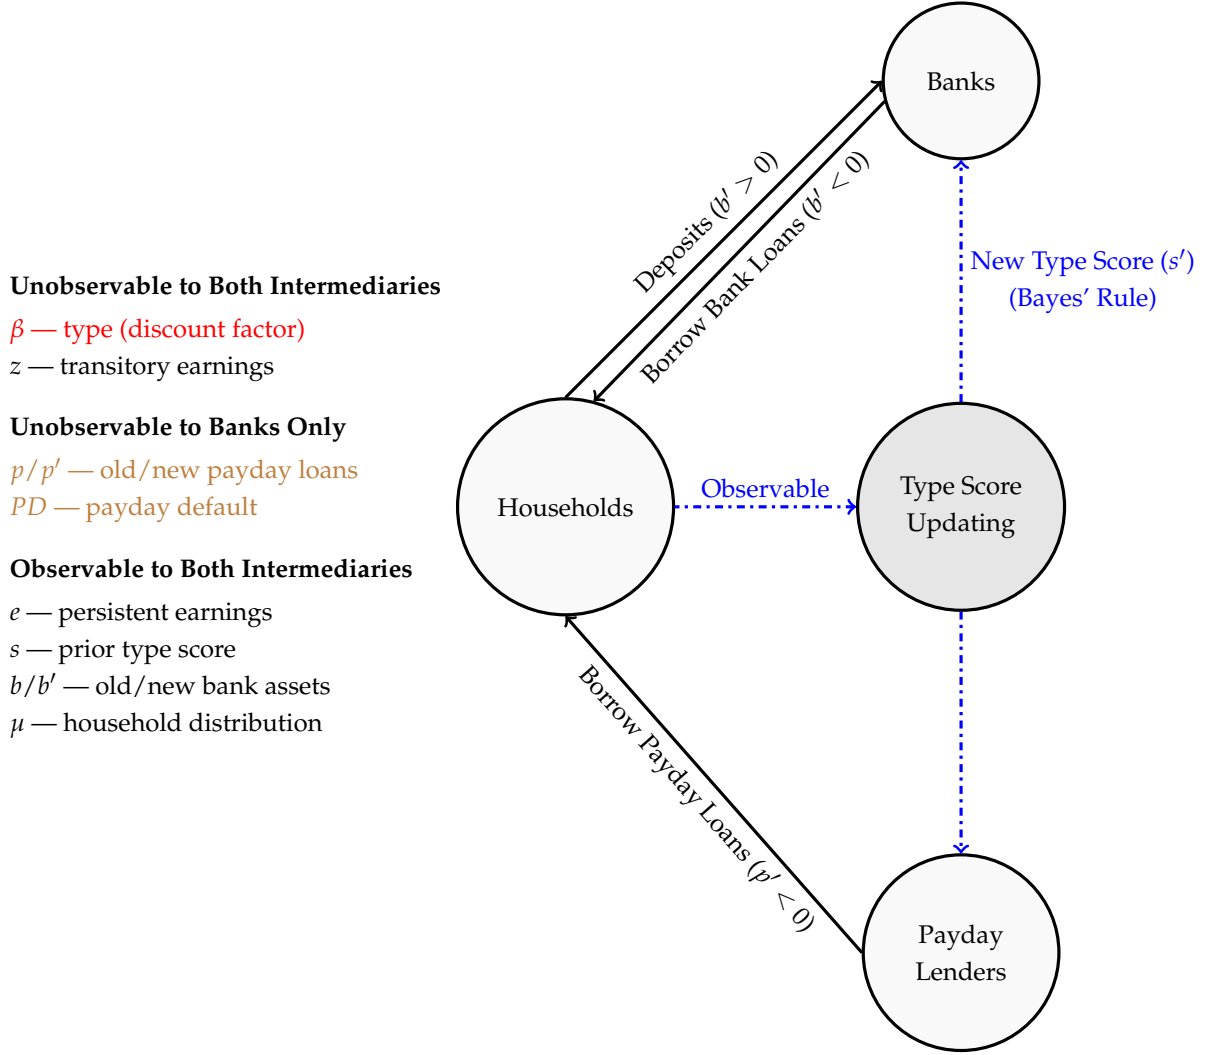 Banks
Deposits (b′ > 0)
Borrow Bank Loans (b′ < 0)
New Type Score (s′)
(Bayes’ Rule)
Unobservable to Both Intermediaries
β — type (discount factor)
z — transitory earnings
Unobservable to Banks Only
p/p′ — old/new payday loans
PD — payday default
Observable to Both Intermediaries
e — persistent earnings
s — prior type score
b/b′ — old/new bank assets
μ — household distribution
Households
Observable
Type Score
Updating
Borrow Payday Loans (p′ < 0)
Payday
Lenders